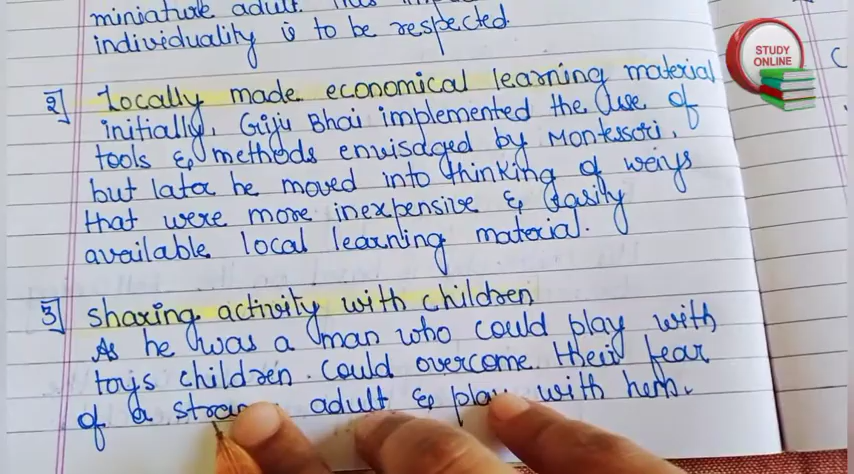 miniature adult.
individuality is to be respected.
STUDY
ONLINE
2] Locally made economical learning material
initially, Giju Bhai implemented the use of
tools & methods envisaged by Montessori,
but later he moved into thinking of ways
that were more inexpensive & easily
available local learning material.
3] sharing activity with children
As he was a man who could play with
toys children. could overcome their fear
of a adult & play with hem.